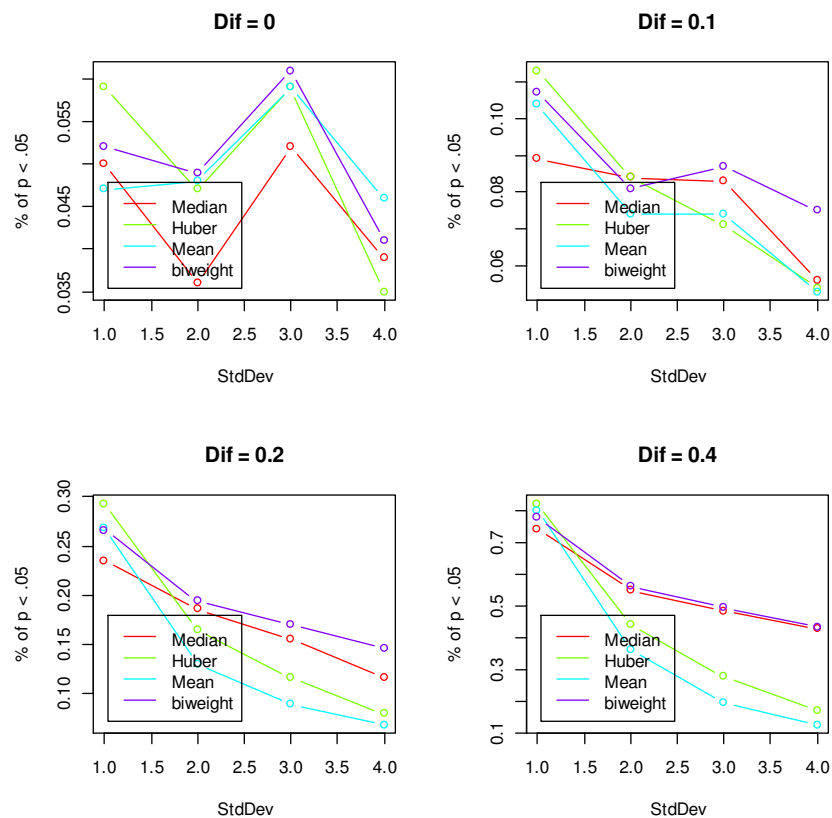 Dif = 0
% of p < .05
0.035 0.045 0.055
Median
Huber
Mean
biweight
1.0 1.5 2.0 2.5 3.0 3.5 4.0
StdDev
Dif = 0.1
% of p < .05
0.06 0.08 0.10
Median
Huber
Mean
biweight
1.0 1.5 2.0 2.5 3.0 3.5 4.0
StdDev
Dif = 0.2
% of p < .05
0.10 0.15 0.20 0.25 0.30
Median
Huber
Mean
biweight
1.0 1.5 2.0 2.5 3.0 3.5 4.0
StdDev
Dif = 0.4
% of p < .05
0.1 0.3 0.5 0.7
Median
Huber
Mean
biweight
1.0 1.5 2.0 2.5 3.0 3.5 4.0
StdDev